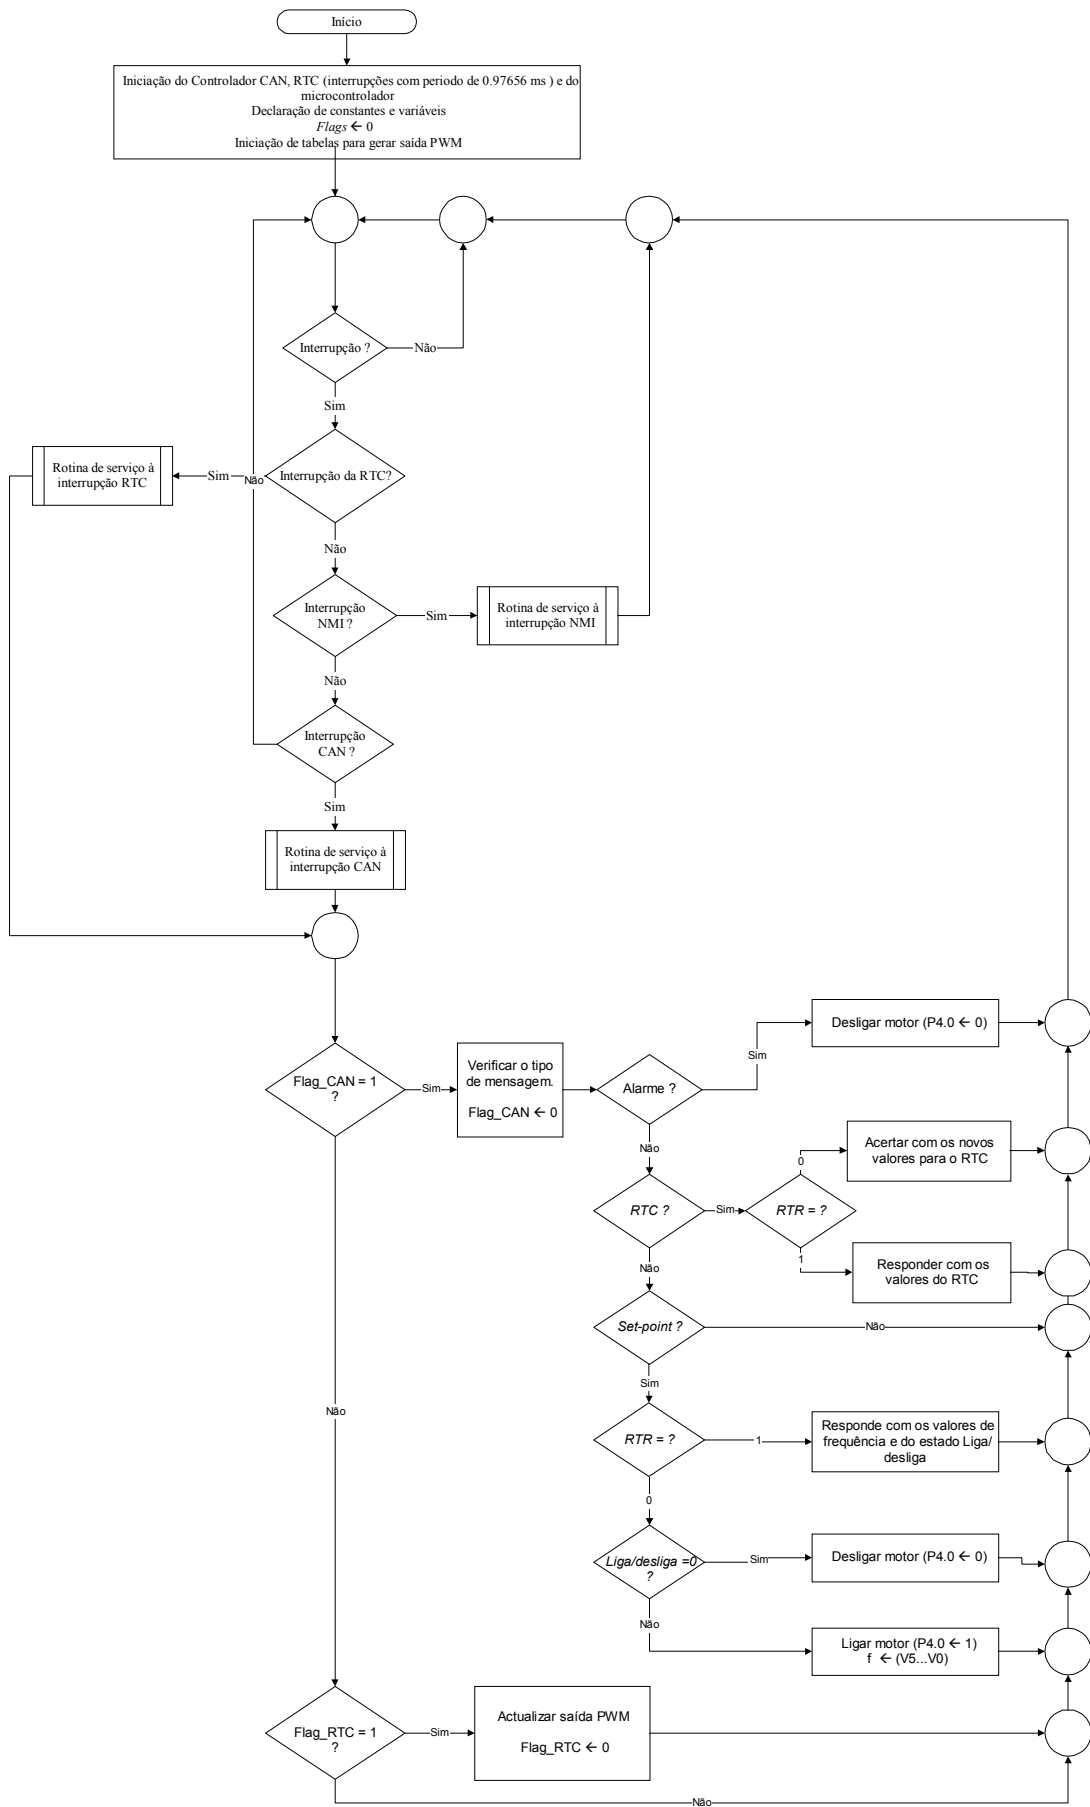 Início
Iniciação do Controlador CAN, RTC (interrupções com periodo de 0.97656 ms ) e do
microcontrolador
Declaração de constantes e variáveis
Flags ← 0
Iniciação de tabelas para gerar saída PWM
Interrupção ?
Não
Sim
Rotina de serviço à
interrupção RTC
Sim
Não
Interrupção da RTC?
Não
Interrupção
NMI ?
Sim
Rotina de serviço à
interrupção NMI
Não
Interrupção
CAN ?
Sim
Rotina de serviço à
interrupção CAN
Desligar motor (P4.0 ← 0)
Sim
Flag_CAN = 1
?
Sim
Verificar o tipo
de mensagem.
Flag_CAN ← 0
Alarme ?
Não
Acertar com os novos
valores para o RTC
0
RTC ?
Sim
RTR = ?
1
Responder com os
valores do RTC
Não
Set-point ?
Não
Sim
Não
RTR = ?
1
Responde com os valores de
frequência e do estado Liga/
desliga
0
Liga/desliga =0
?
Sim
Desligar motor (P4.0 ← 0)
Não
Ligar motor (P4.0 ← 1)
f ← (V5...V0)
Flag_RTC = 1
?
Sim
Actualizar saída PWM
Flag_RTC ← 0
Não